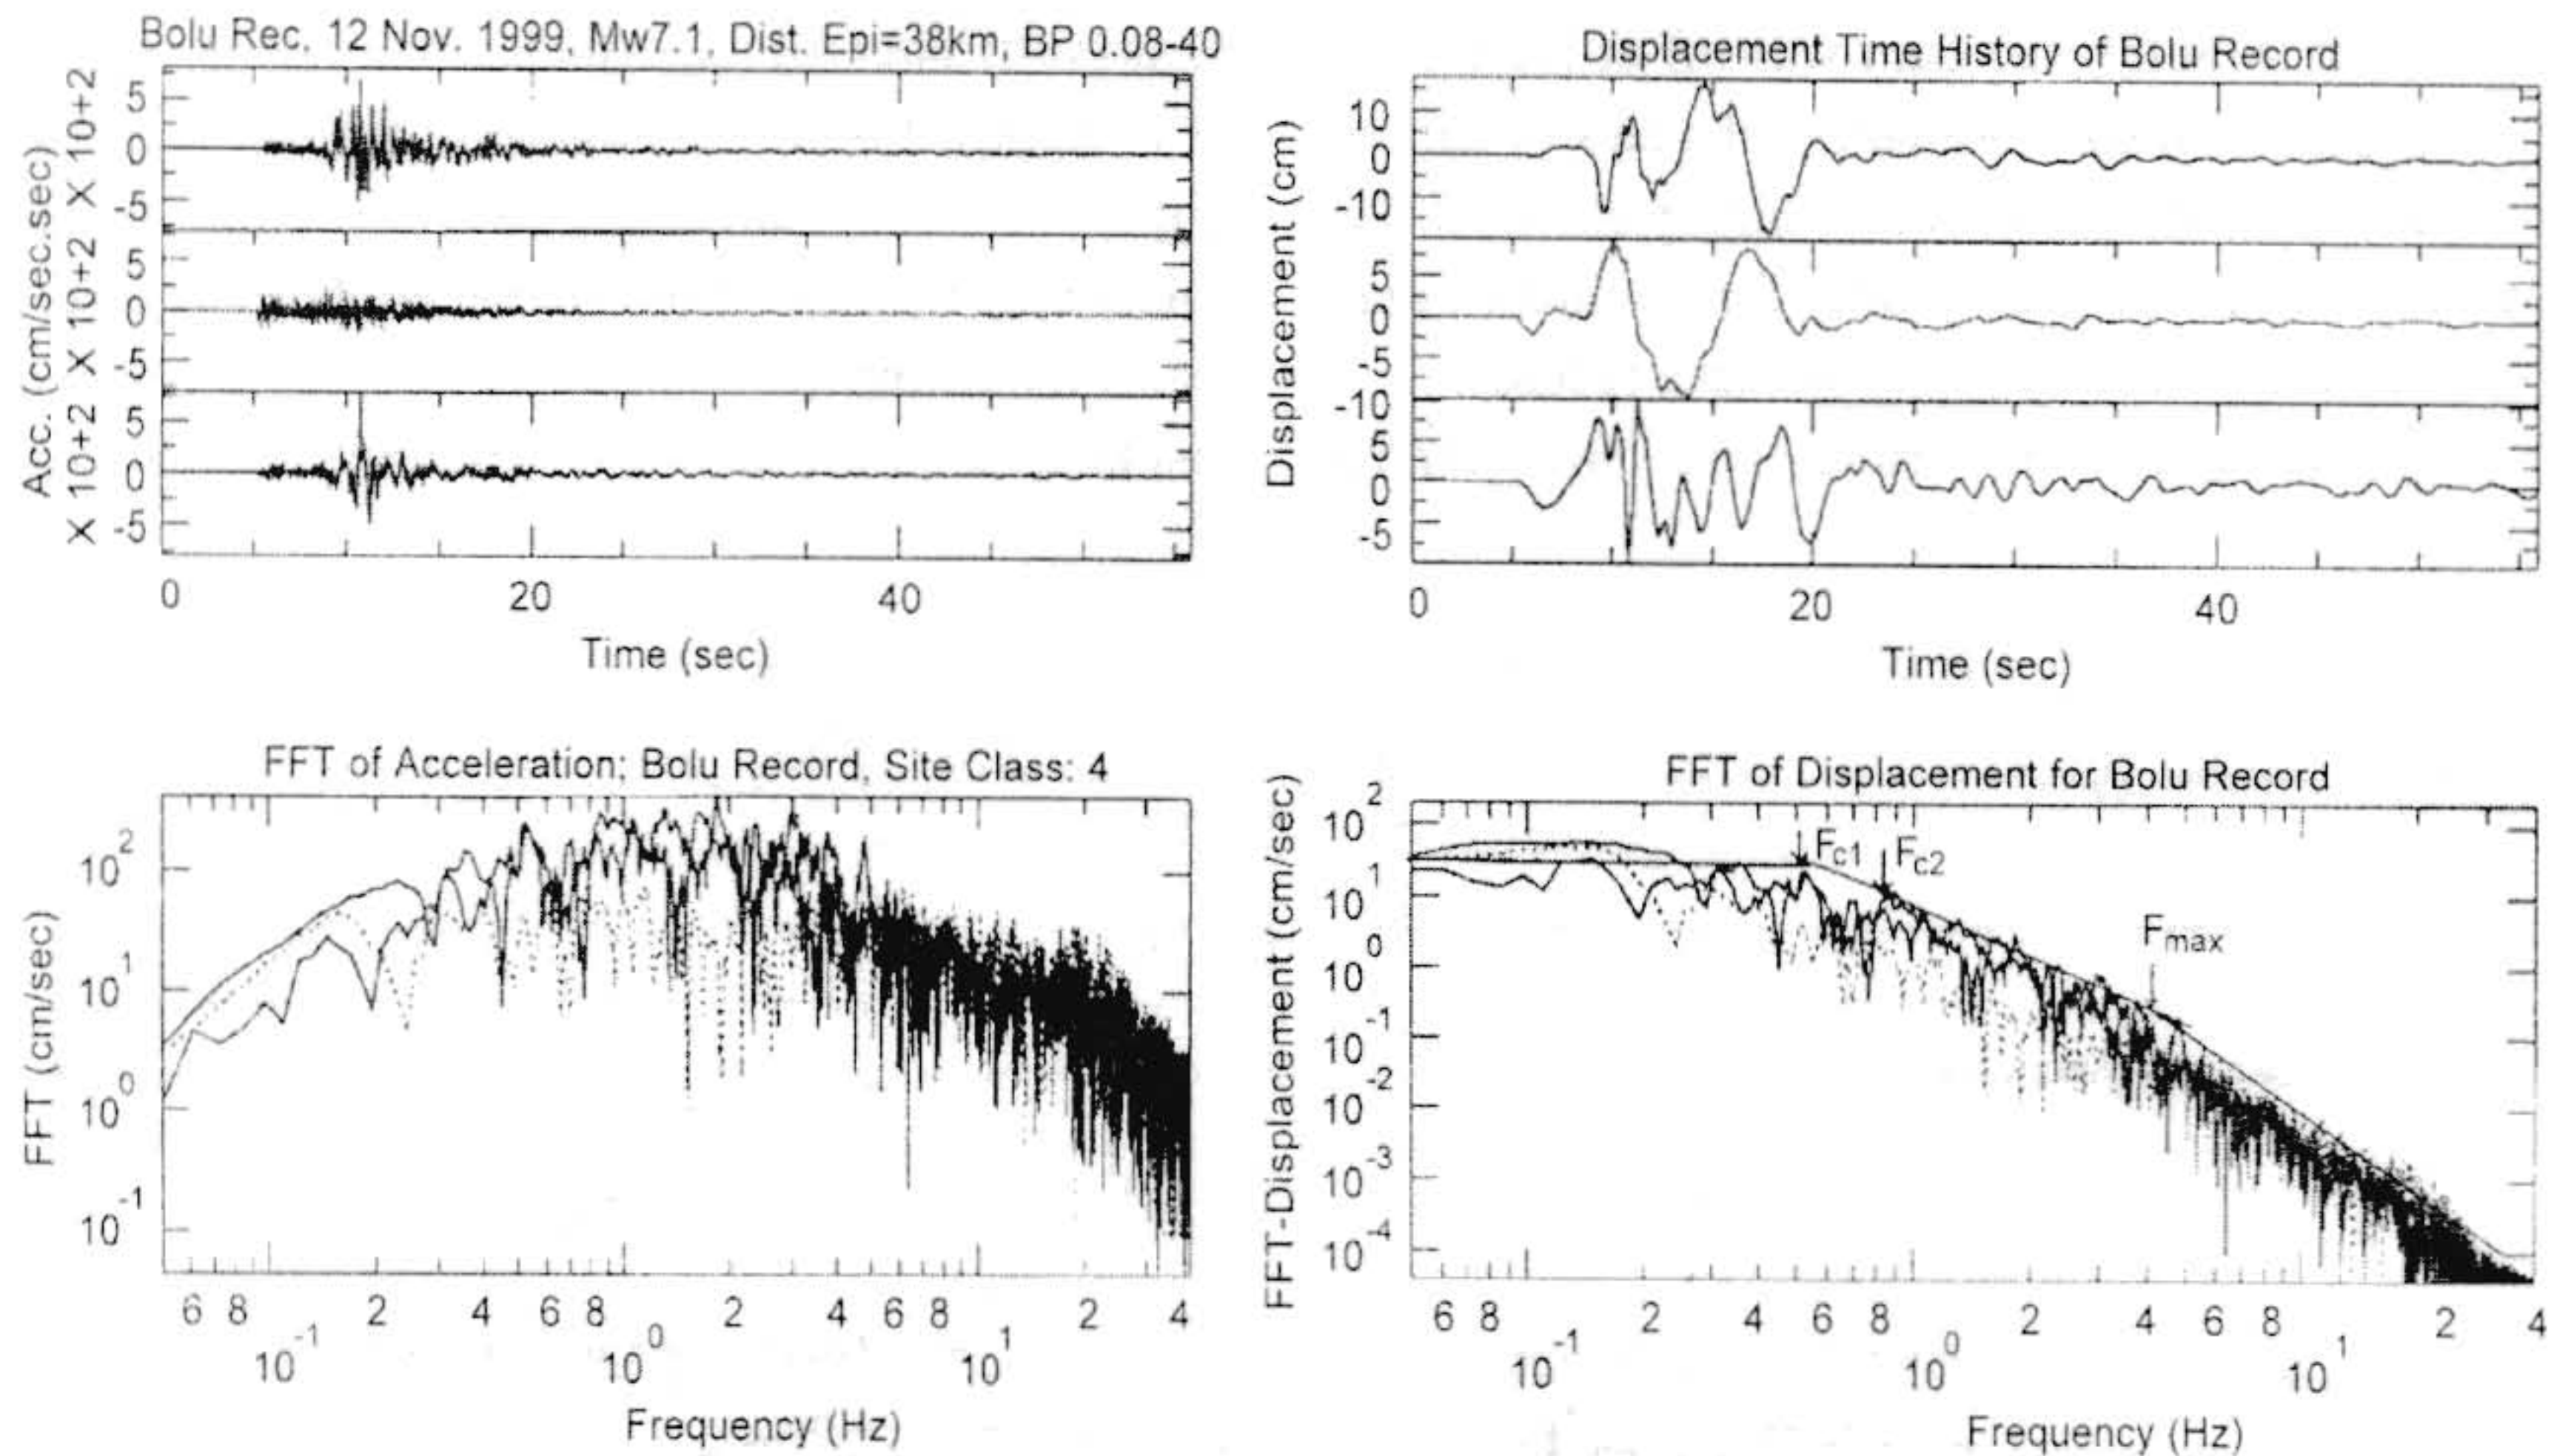 Bolu Rec. 12 Nov. 1999, Mw7.1, Dist. Epi=38km, BP 0.08-40
Acc. (cm/sec.sec)
X 10+2 X 10+2 X 10+2
5
0
-5
5
0
-5
5
0
-5
0 20 40
Time (sec)
Displacement Time History of Bolu Record
Displacement (cm)
10
0
-10
5
0
-5
-10
5
0
-5
0 20 40
Time (sec)
FFT of Acceleration; Bolu Record, Site Class: 4
FFT (cm/sec)
10^2
10^1
10^0
10^-1
6 8 2 4 6 8 2 4 6 8 2 4
10^-1 10^0 10^1
Frequency (Hz)
FFT of Displacement for Bolu Record
FFT-Displacement (cm/sec)
10^2
10^1
10^0
10^-1
10^-2
10^-3
10^-4
Fc1
Fc2
Fmax
6 8 2 4 6 8 2 4 6 8 2 4
10^-1 10^0 10^1
Frequency (Hz)